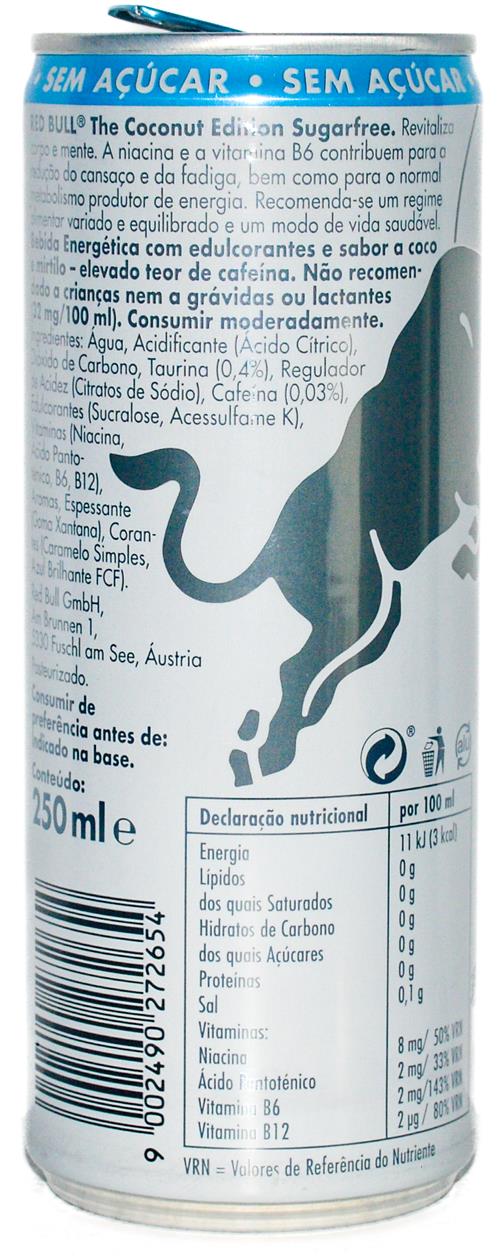 • SEM AÇÚCAR • SEM AÇÚCAR •
RED BULL® The Coconut Edition Sugarfree. Revitaliza
corpo e mente. A niacina e a vitamina B6 contribuem para a
redução do cansaço e da fadiga, bem como para o normal
metabolismo produtor de energia. Recomenda-se um regime
alimentar variado e equilibrado e um modo de vida saudável.
Bebida Energética com edulcorantes e sabor a coco
e mirtilo - elevado teor de cafeína. Não recomen-
dado a crianças nem a grávidas ou lactantes
(32 mg/100 ml). Consumir moderadamente.
Ingredientes: Água, Acidificante (Ácido Cítrico),
Dióxido de Carbono, Taurina (0,4%), Regulador
de Acidez (Citratos de Sódio), Cafeína (0,03%),
Edulcorantes (Sucralose, Acessulfame K),
Vitaminas (Niacina,
Ácido Panto-
ténico, B6, B12),
Aromas, Espessante
(Goma Xantana), Coran-
tes (Caramelo Simples,
Azul Brilhante FCF).
Red Bull GmbH,
Am Brunnen 1,
5330 Fuschl am See, Áustria
Pasteurizado.
Consumir de
preferência antes de:
indicado na base.
Conteúdo:
250 ml e
® alu
Declaração nutricional por 100 ml
Energia 11 kJ (3 kcal)
Lípidos 0 g
dos quais Saturados 0 g
Hidratos de Carbono 0 g
dos quais Açúcares 0 g
Proteínas 0 g
Sal 0,1 g
Vitaminas:
Niacina 8 mg/ 50% VRN
Ácido Pantoténico 2 mg/ 33% VRN
Vitamina B6 2 mg/143% VRN
Vitamina B12 2 µg/ 80% VRN
VRN = Valores de Referência do Nutriente
9 002490 272654